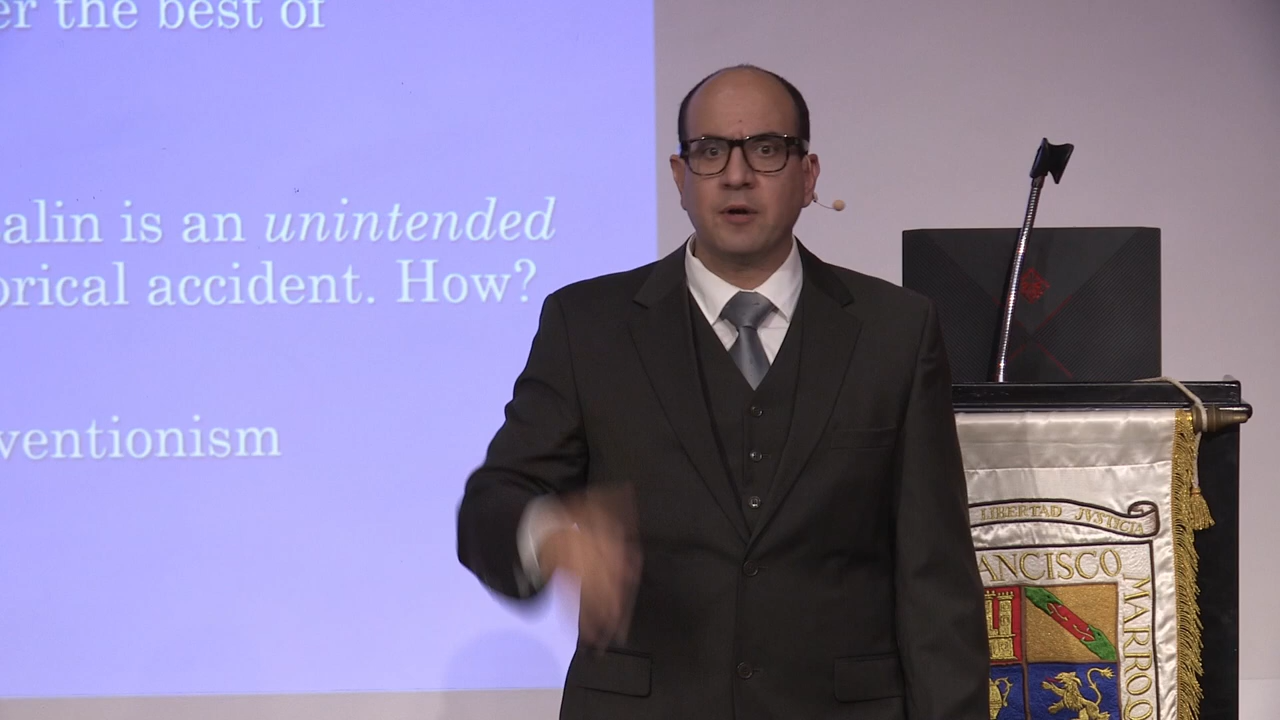 er the best of
alin is an unintended
orical accident. How?
ventionism
LIBERTAD JVSTICIA
ANCISCO
MARROQ